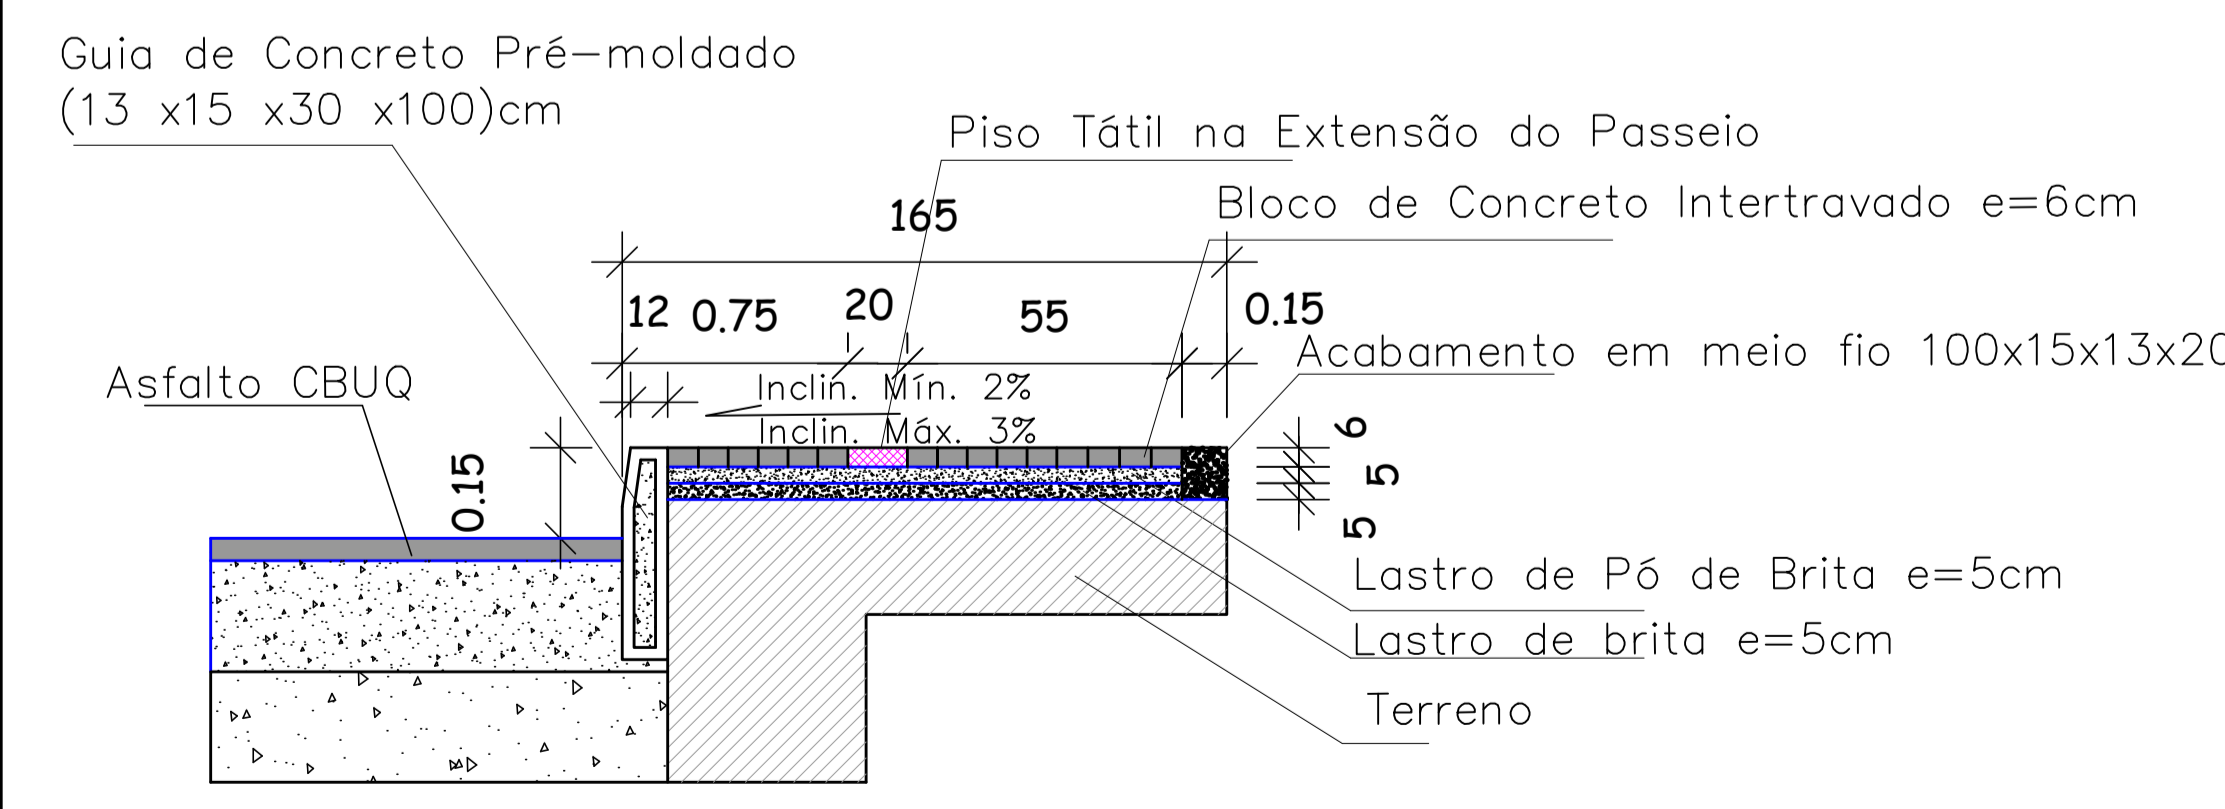 Guia de Concreto Pré-moldado
(13 x15 x30 x100)cm
Piso Tátil na Extensão do Passeio
Bloco de Concreto Intertravado e=6cm
165
12 0.75 20 55 0.15
Acabamento em meio fio 100x15x13x20
Asfalto CBUQ
Inclin. Mín. 2%
Inclin. Máx. 3%
6
0.15
5
5
Lastro de Pó de Brita e=5cm
Lastro de brita e=5cm
Terreno